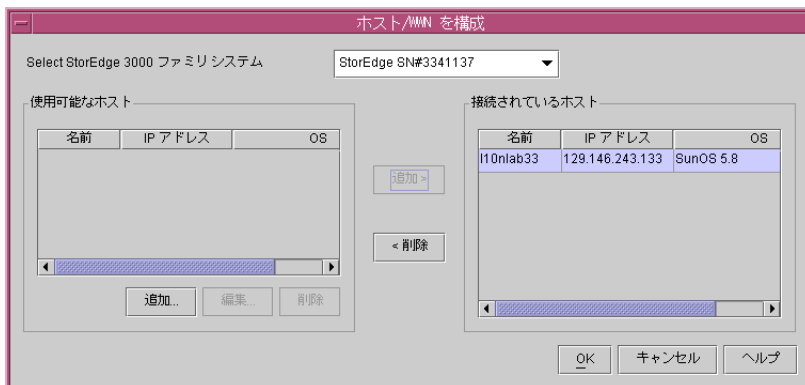 ホスト/WWN を構成
Select StorEdge 3000 ファミリ システム
StorEdge SN#3341137
使用可能なホスト
名前 IP アドレス OS
追加... 編集... 削除
追加 >
< 削除
接続されているホスト
名前 IP アドレス OS
l10nlab33 129.146.243.133 SunOS 5.8
OK キャンセル ヘルプ